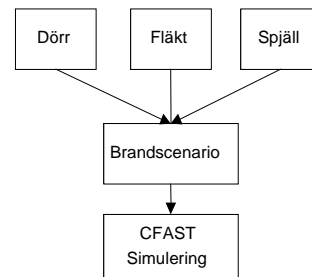 Dörr
Fläkt
Spjäll
Brandscenario
CFAST
Simulering